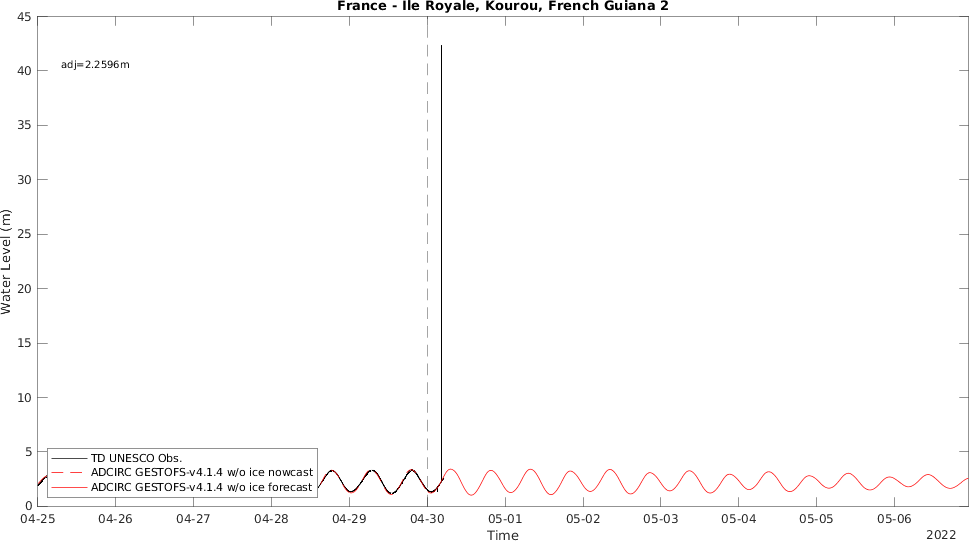 France - Ile Royale, Kourou, French Guiana 2
45
adj=2.2596m
40
35
30
25
20
15
10
5
0
Water Level (m)
TD UNESCO Obs.
ADCIRC GESTOFS-v4.1.4 w/o ice nowcast
ADCIRC GESTOFS-v4.1.4 w/o ice forecast
04-25 04-26 04-27 04-28 04-29 04-30 05-01 05-02 05-03 05-04 05-05 05-06
Time
2022